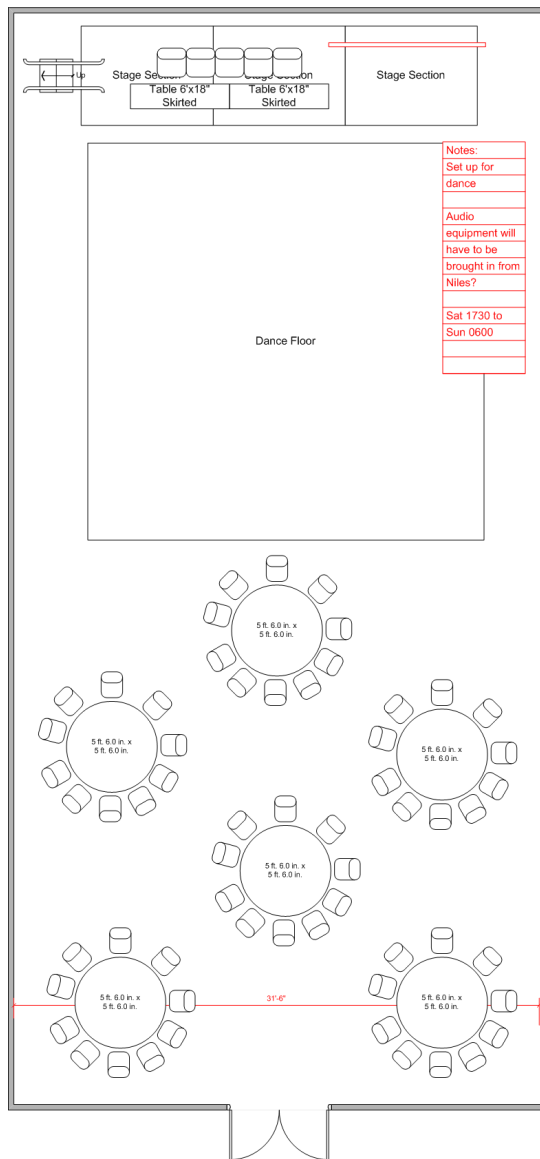 Up
Stage Section
Stage Section
Stage Section
Table 6'x18"
Skirted
Table 6'x18"
Skirted
Notes:
Set up for
dance
Audio
equipment will
have to be
brought in from
Niles?
Sat 1730 to
Sun 0600
Dance Floor
5 ft. 6.0 in. x
5 ft. 6.0 in.
5 ft. 6.0 in. x
5 ft. 6.0 in.
5 ft. 6.0 in. x
5 ft. 6.0 in.
5 ft. 6.0 in. x
5 ft. 6.0 in.
5 ft. 6.0 in. x
5 ft. 6.0 in.
31'-6"
5 ft. 6.0 in. x
5 ft. 6.0 in.